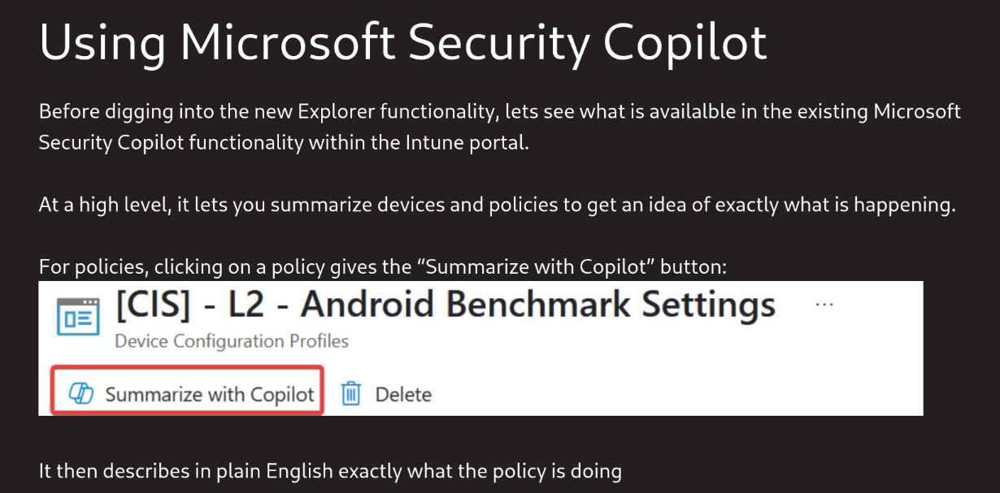 Using Microsoft Security Copilot
Before digging into the new Explorer functionality, lets see what is availalble in the existing Microsoft
Security Copilot functionality within the Intune portal.
At a high level, it lets you summarize devices and policies to get an idea of exactly what is happening.
For policies, clicking on a policy gives the “Summarize with Copilot” button:
[CIS] - L2 - Android Benchmark Settings ...
Device Configuration Profiles
Summarize with Copilot Delete
It then describes in plain English exactly what the policy is doing